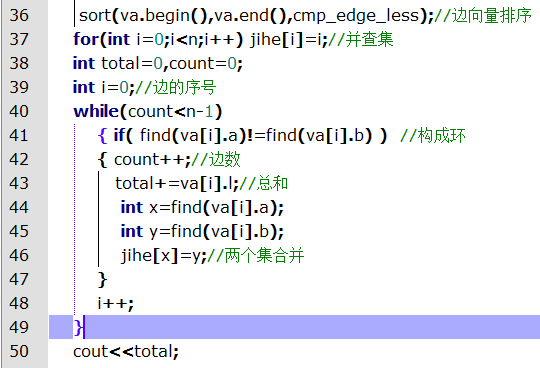 36 sort(va.begin(),va.end(),cmp_edge_less);//边向量排序
37 for(int i=0;i<n;i++) jihe[i]=i;//并查集
38 int total=0,count=0;
39 int i=0;//边的序号
40 while(count<n-1)
41 { if( find(va[i].a)!=find(va[i].b) ) //构成环
42 { count++;//边数
43 total+=va[i].l;//总和
44 int x=find(va[i].a);
45 int y=find(va[i].b);
46 jihe[x]=y;//两个集合并
47 }
48 i++;
49 }
50 cout<<total;